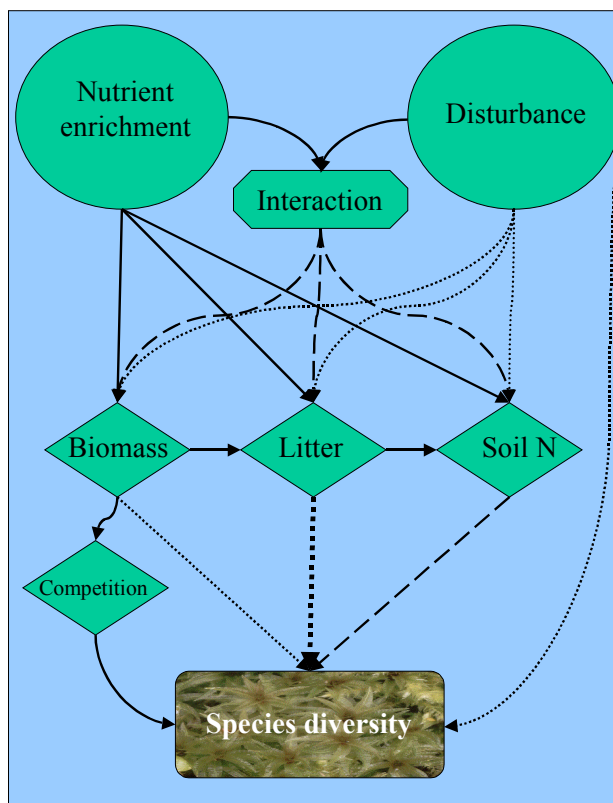 Nutrient
enrichment
Disturbance
Interaction
Biomass
Litter
Soil N
Competition
Species diversity